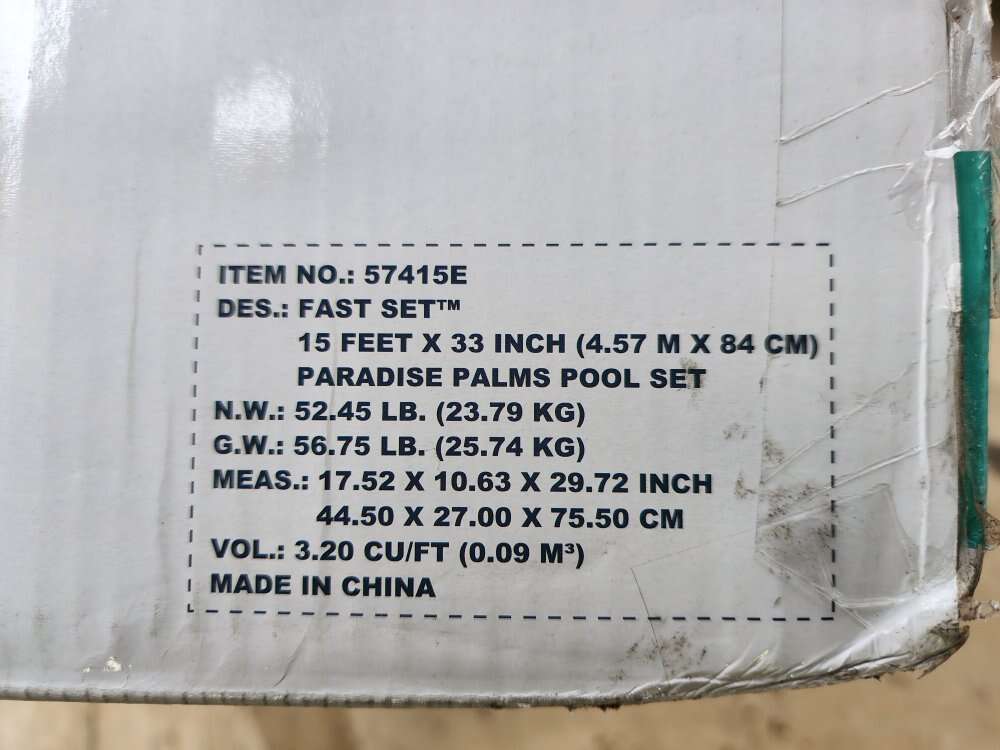 ITEM NO.: 57415E
DES.: FAST SET™
15 FEET X 33 INCH (4.57 M X 84 CM)
PARADISE PALMS POOL SET
N.W.: 52.45 LB. (23.79 KG)
G.W.: 56.75 LB. (25.74 KG)
MEAS.: 17.52 X 10.63 X 29.72 INCH
44.50 X 27.00 X 75.50 CM
VOL.: 3.20 CU/FT (0.09 M³)
MADE IN CHINA